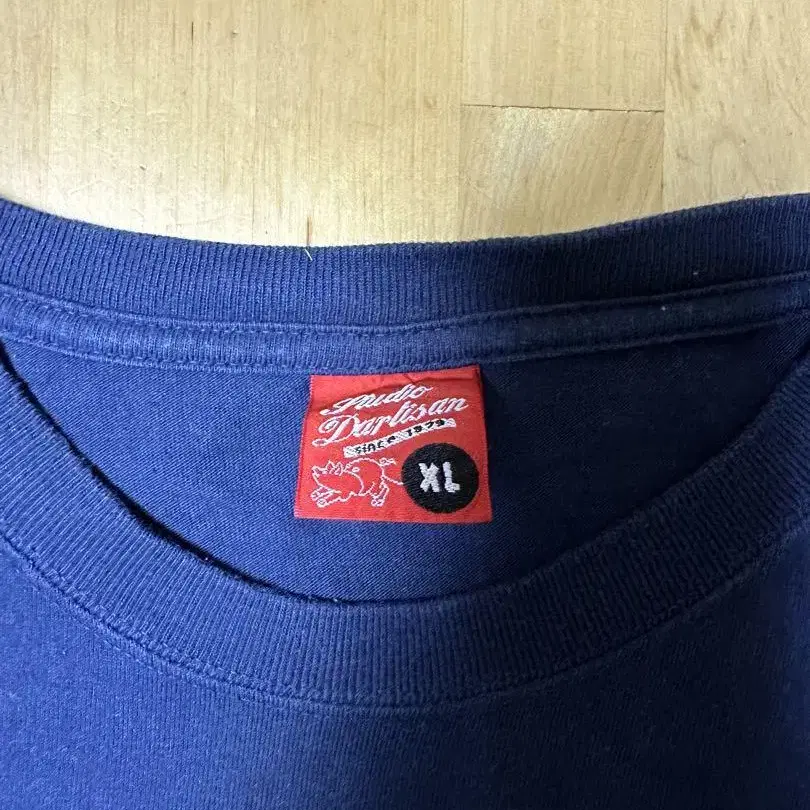 Studio
Dartisan
SINCE 1979
XL